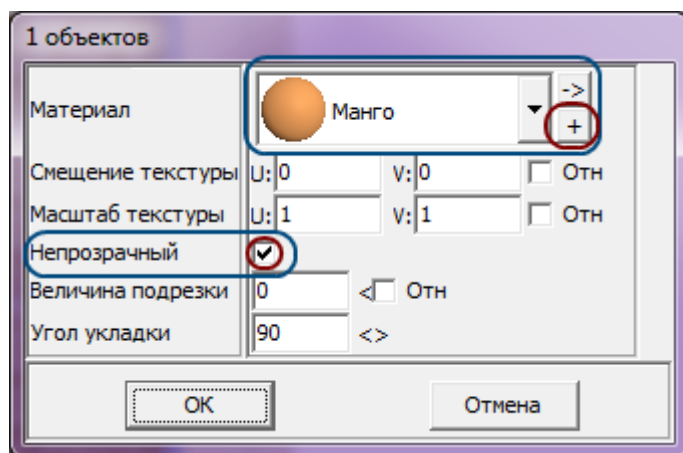 1 объектов
Материал Манго -> +
Смещение текстуры U: 0 V: 0 Отн
Масштаб текстуры U: 1 V: 1 Отн
Непрозрачный
Величина подрезки 0 < Отн
Угол укладки 90 <>
OK Отмена